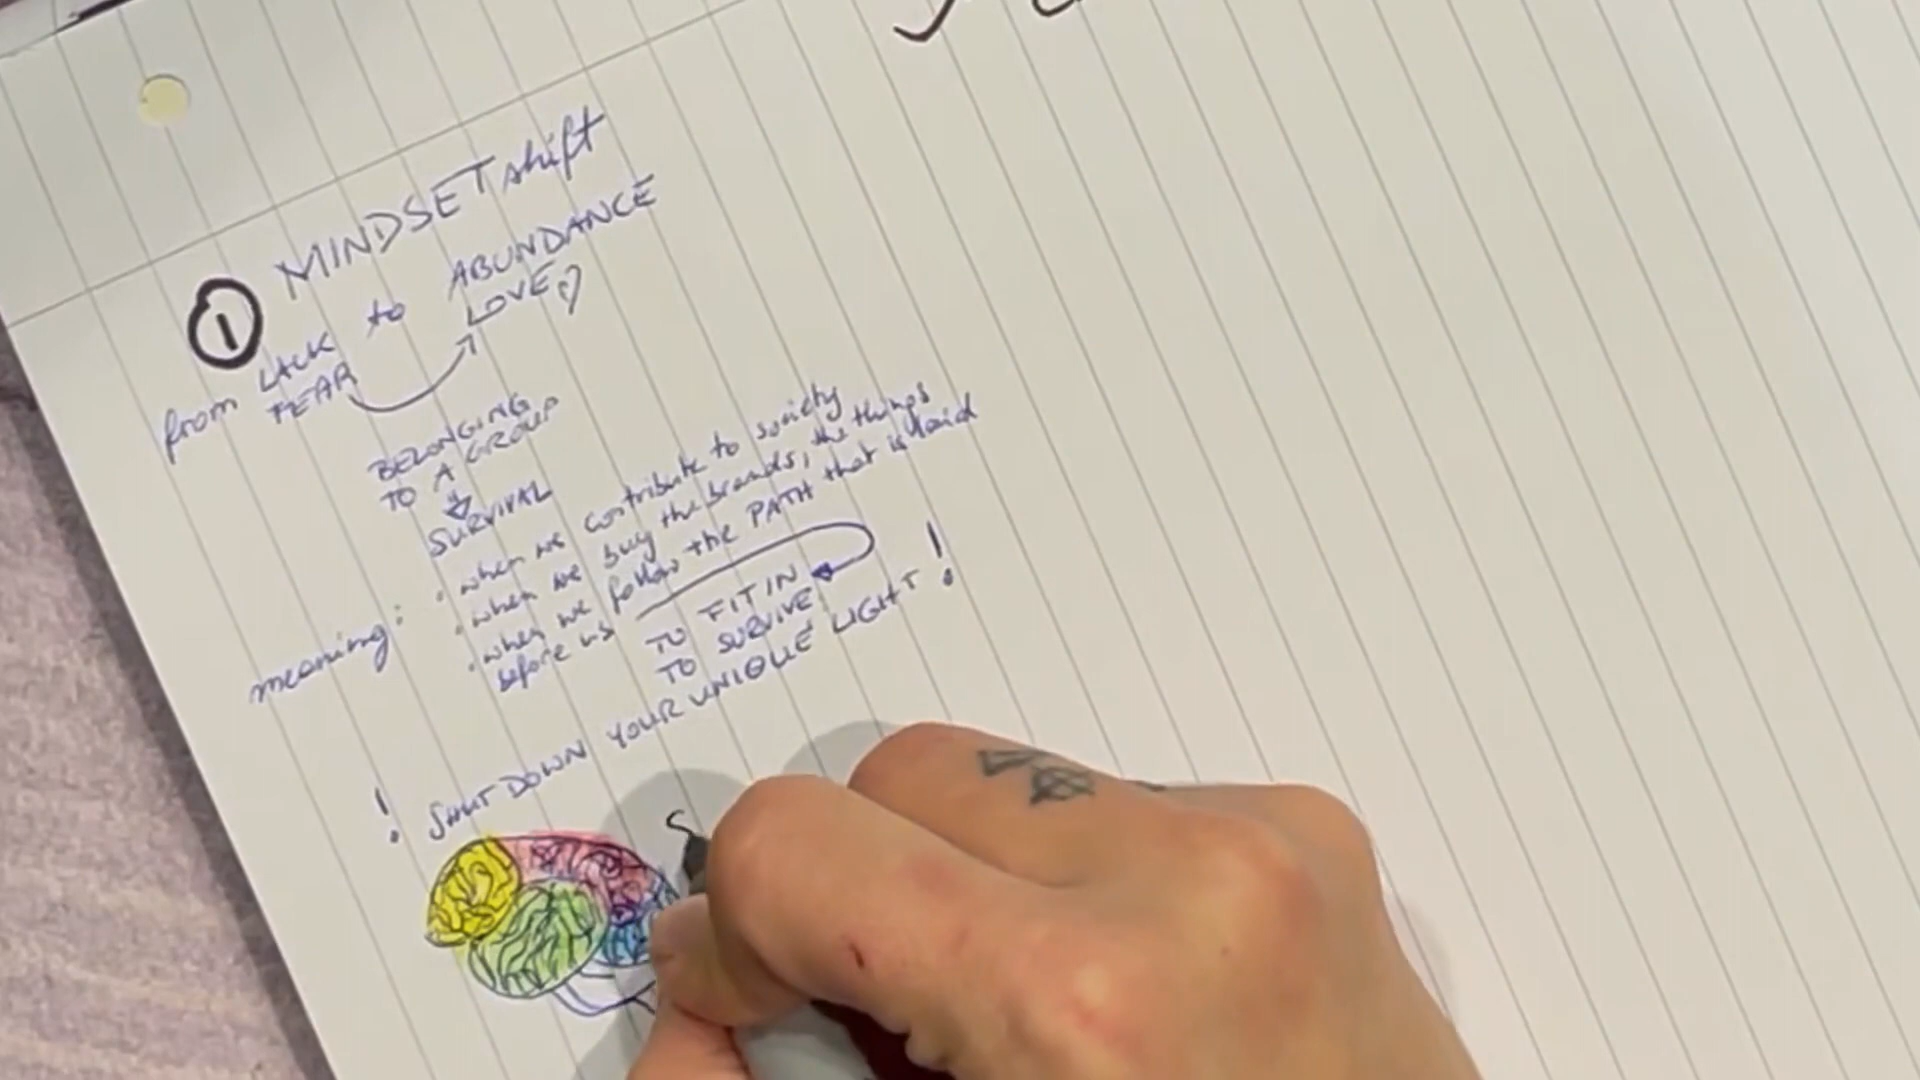 ① MINDSET shift
from LACK to ABUNDANCE
FEAR LOVE
BELONGING
TO A GROUP
SURVIVAL
meaning:
• when we contribute to society
• when we buy the brands, the things
• when we follow the PATH that is laid
before us
TO FIT IN
TO SURVIVE
! SHUT DOWN YOUR UNIQUE LIGHT !
S